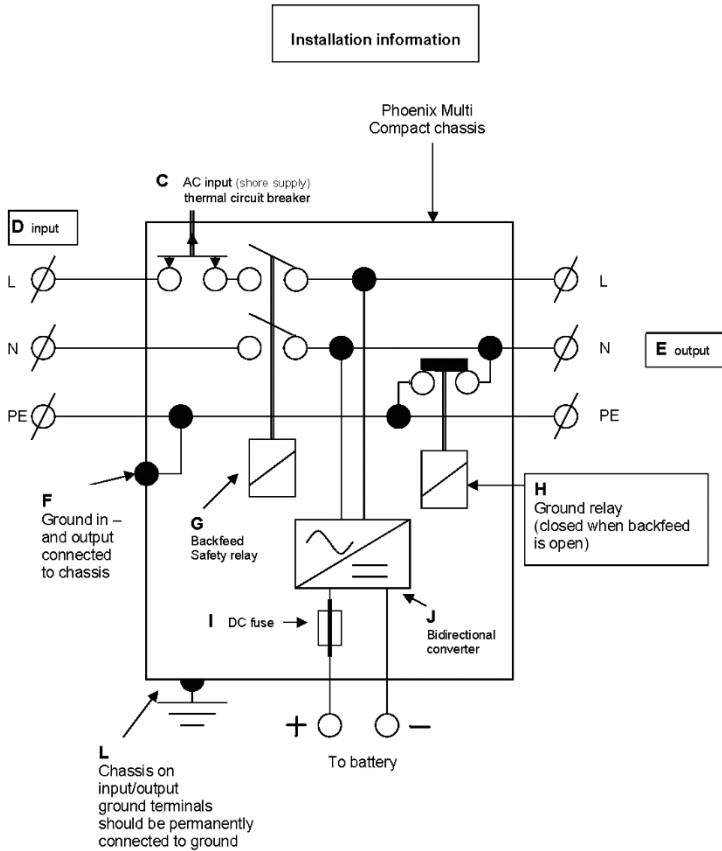 Installation information
Phoenix Multi
Compact chassis
C AC input (shore supply)
thermal circuit breaker
D input
L
L
N
N
E output
PE
PE
F
Ground in –
and output
connected
to chassis
G
Backfeed
Safety relay
H
Ground relay
(closed when backfeed
is open)
I DC fuse
J
Bidirectional
converter
+
–
To battery
L
Chassis on
input/output
ground terminals
should be permanently
connected to ground